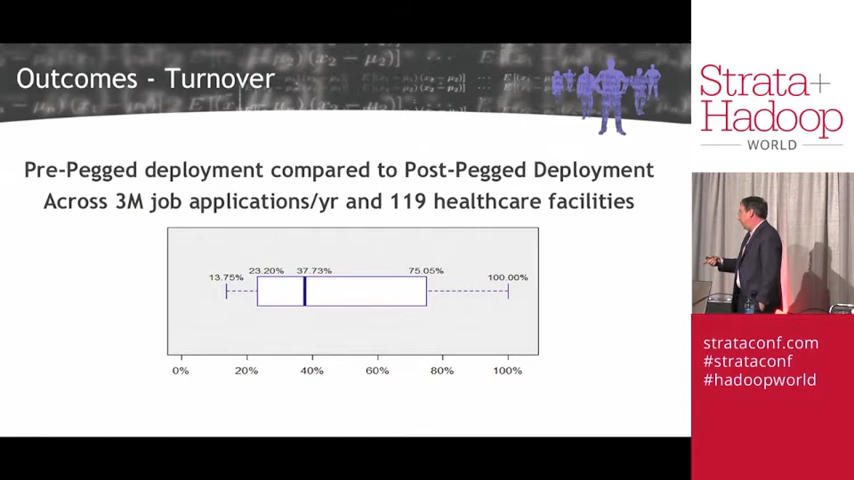 Outcomes - Turnover
Strata+
Hadoop
WORLD
Pre-Pegged deployment compared to Post-Pegged Deployment
Across 3M job applications/yr and 119 healthcare facilities
13.75% 23.20% 37.73% 75.05% 100.00%
0% 20% 40% 60% 80% 100%
strataconf.com
#strataconf
#hadoopworld